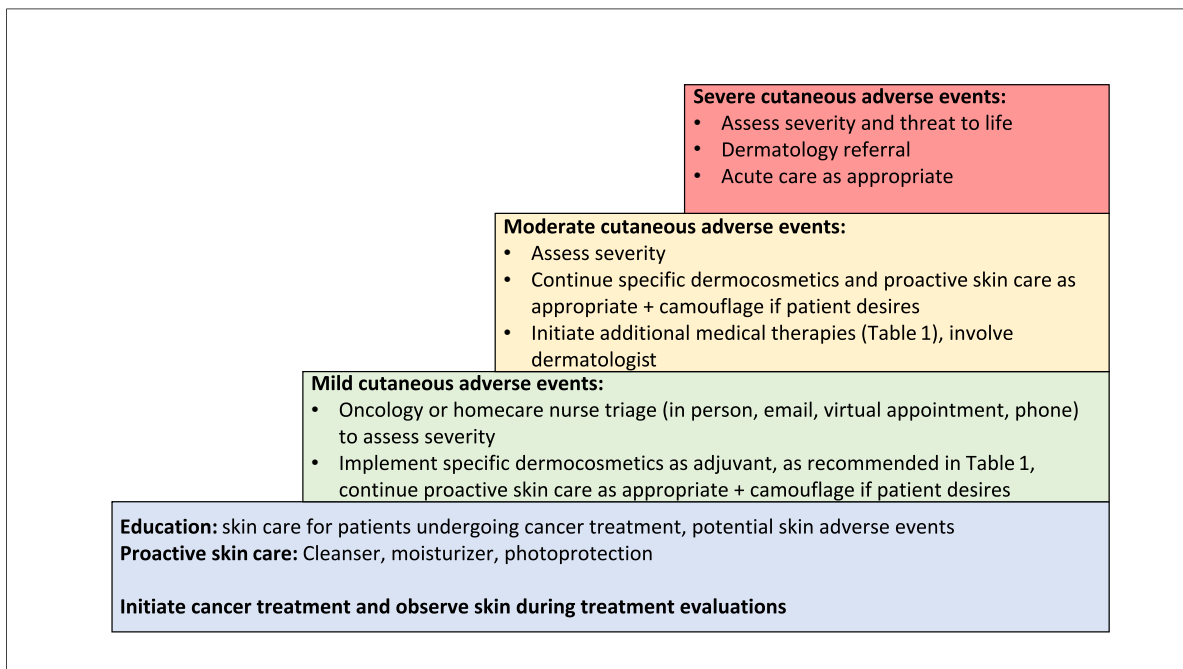 Severe cutaneous adverse events:
• Assess severity and threat to life
• Dermatology referral
• Acute care as appropriate
Moderate cutaneous adverse events:
• Assess severity
• Continue specific dermocosmetics and proactive skin care as
appropriate + camouflage if patient desires
• Initiate additional medical therapies (Table 1), involve
dermatologist
Mild cutaneous adverse events:
• Oncology or homecare nurse triage (in person, email, virtual appointment, phone)
to assess severity
• Implement specific dermocosmetics as adjuvant, as recommended in Table 1,
continue proactive skin care as appropriate + camouflage if patient desires
Education: skin care for patients undergoing cancer treatment, potential skin adverse events
Proactive skin care: Cleanser, moisturizer, photoprotection
Initiate cancer treatment and observe skin during treatment evaluations